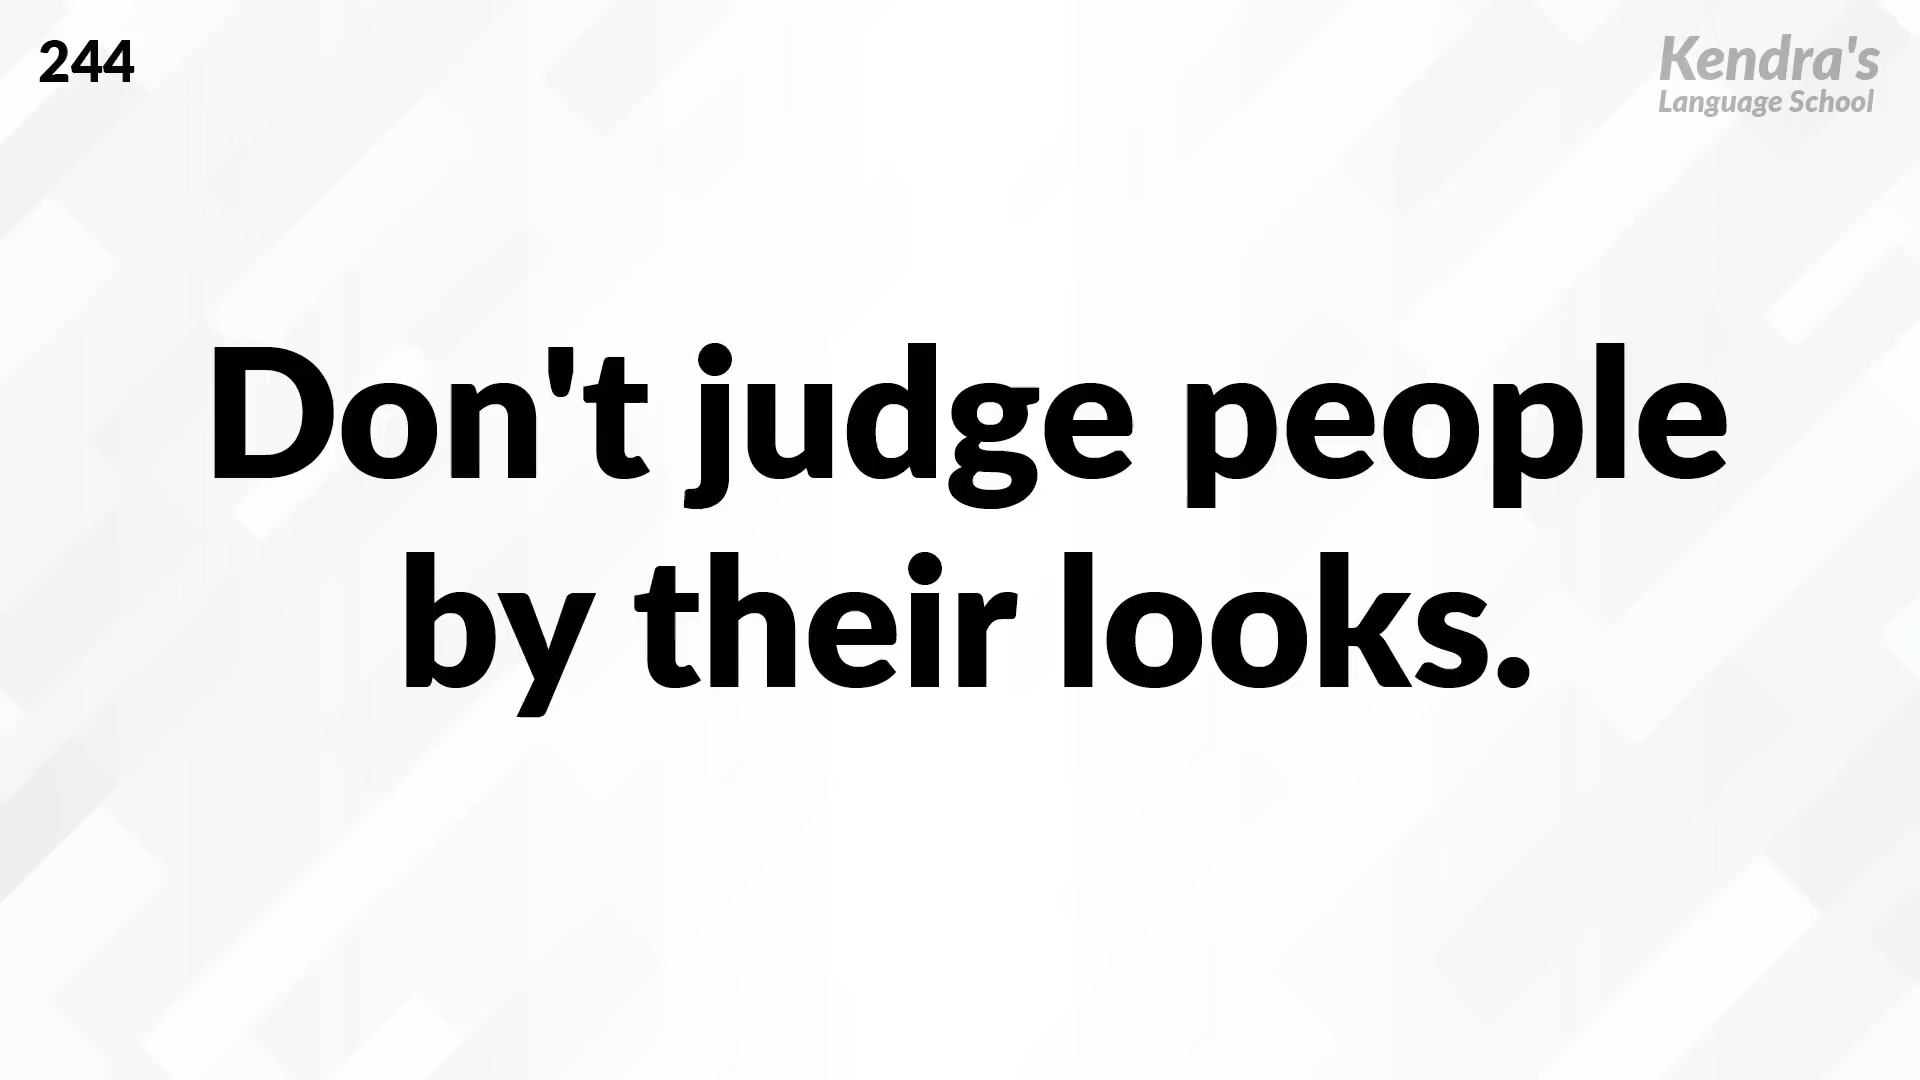 244
Kendra's
Language School
Don't judge people
by their looks.